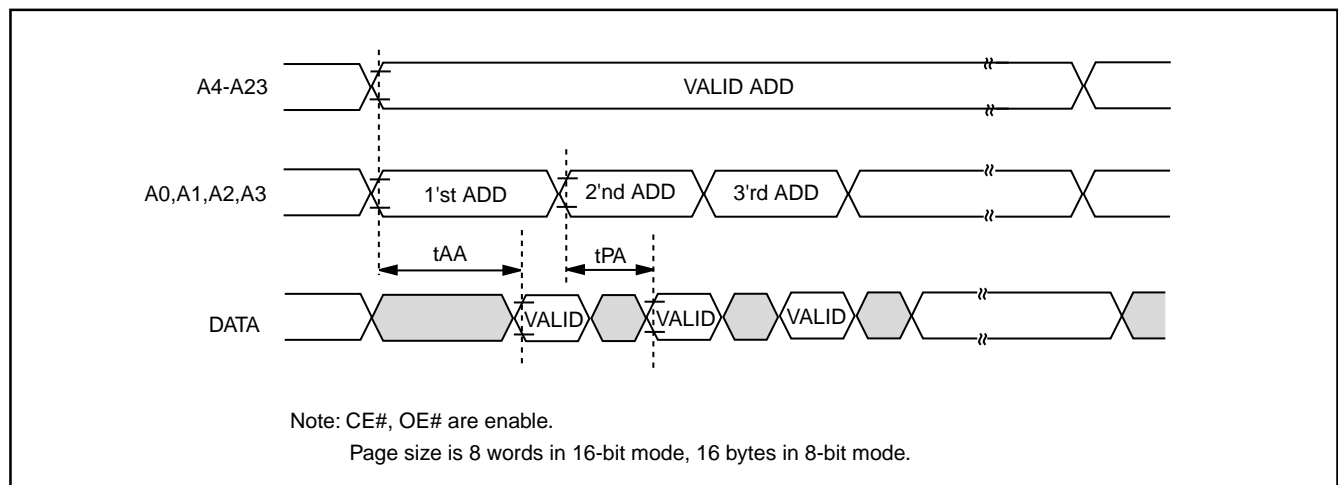 A4-A23
VALID ADD
A0,A1,A2,A3
1'st ADD
2'nd ADD
3'rd ADD
tAA
tPA
DATA
VALID
VALID
VALID
Note: CE#, OE# are enable.
Page size is 8 words in 16-bit mode, 16 bytes in 8-bit mode.